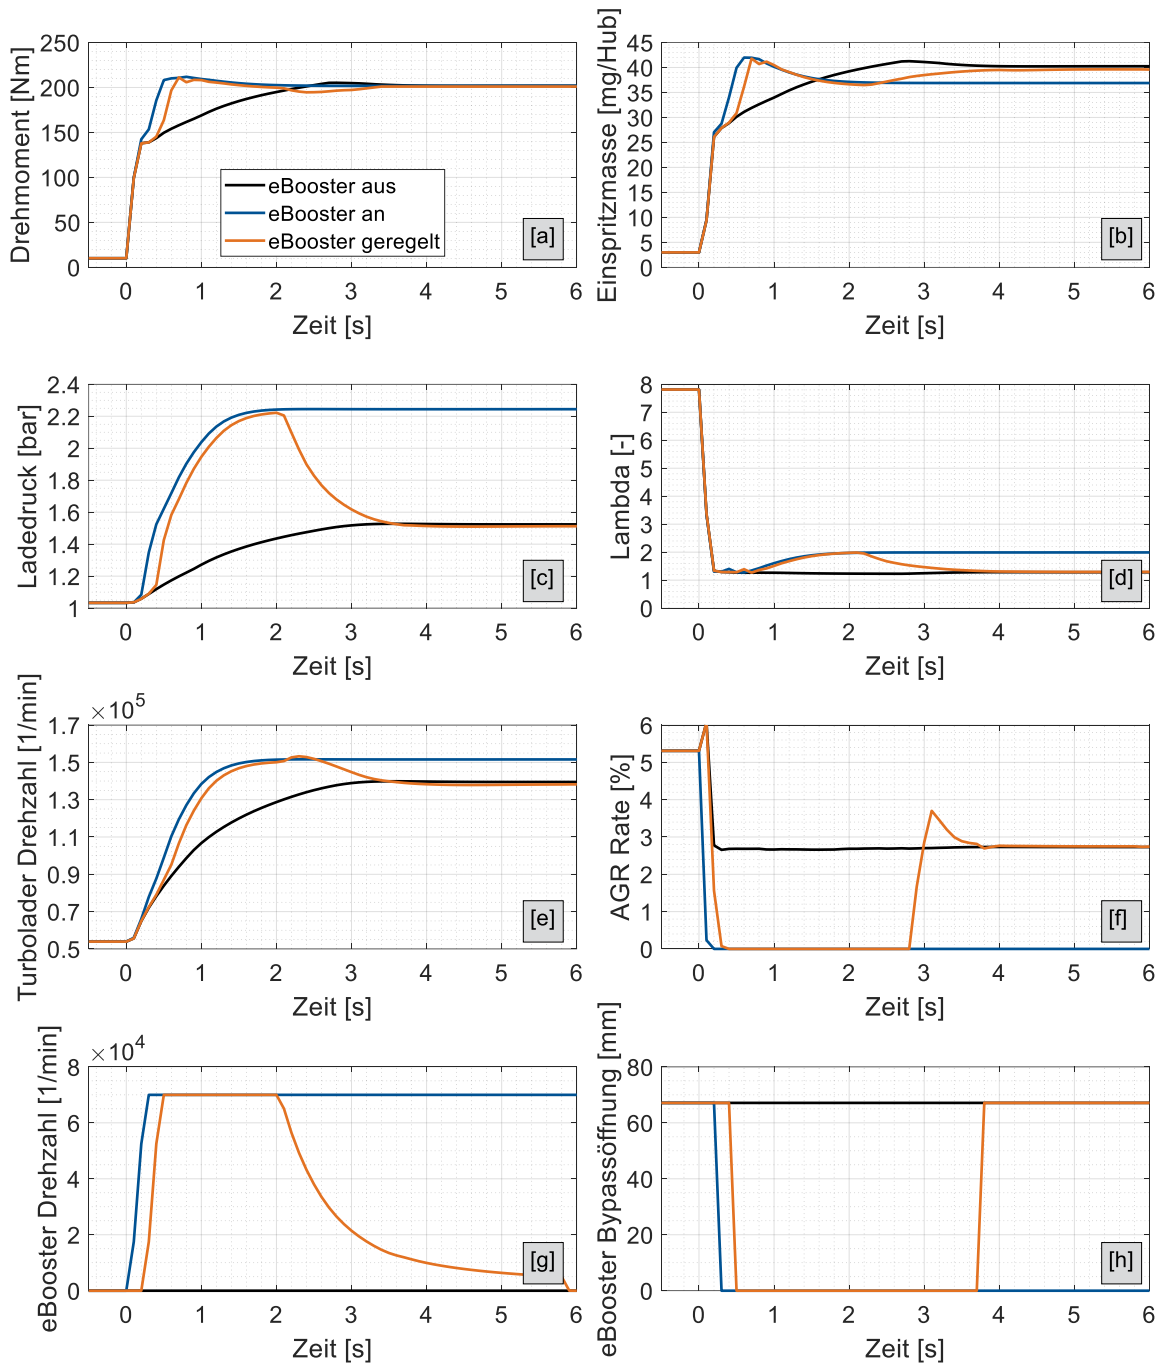 250
200
150
100
50
0
Drehmoment [Nm]
eBooster aus
eBooster an
eBooster geregelt
[a]
0 1 2 3 4 5 6
Zeit [s]
45
40
35
30
25
20
15
10
5
0
Einspritzmasse [mg/Hub]
[b]
0 1 2 3 4 5 6
Zeit [s]
2.4
2.2
2
1.8
1.6
1.4
1.2
1
Ladedruck [bar]
[c]
0 1 2 3 4 5 6
Zeit [s]
8
7
6
5
4
3
2
1
0
Lambda [-]
[d]
0 1 2 3 4 5 6
Zeit [s]
×10⁵
1.7
1.5
1.3
1.1
0.9
0.7
0.5
Turbolader Drehzahl [1/min]
[e]
0 1 2 3 4 5 6
Zeit [s]
6
5
4
3
2
1
0
AGR Rate [%]
[f]
0 1 2 3 4 5 6
Zeit [s]
×10⁴
8
6
4
2
0
eBooster Drehzahl [1/min]
[g]
0 1 2 3 4 5 6
Zeit [s]
80
60
40
20
0
eBooster Bypassöffnung [mm]
[h]
0 1 2 3 4 5 6
Zeit [s]